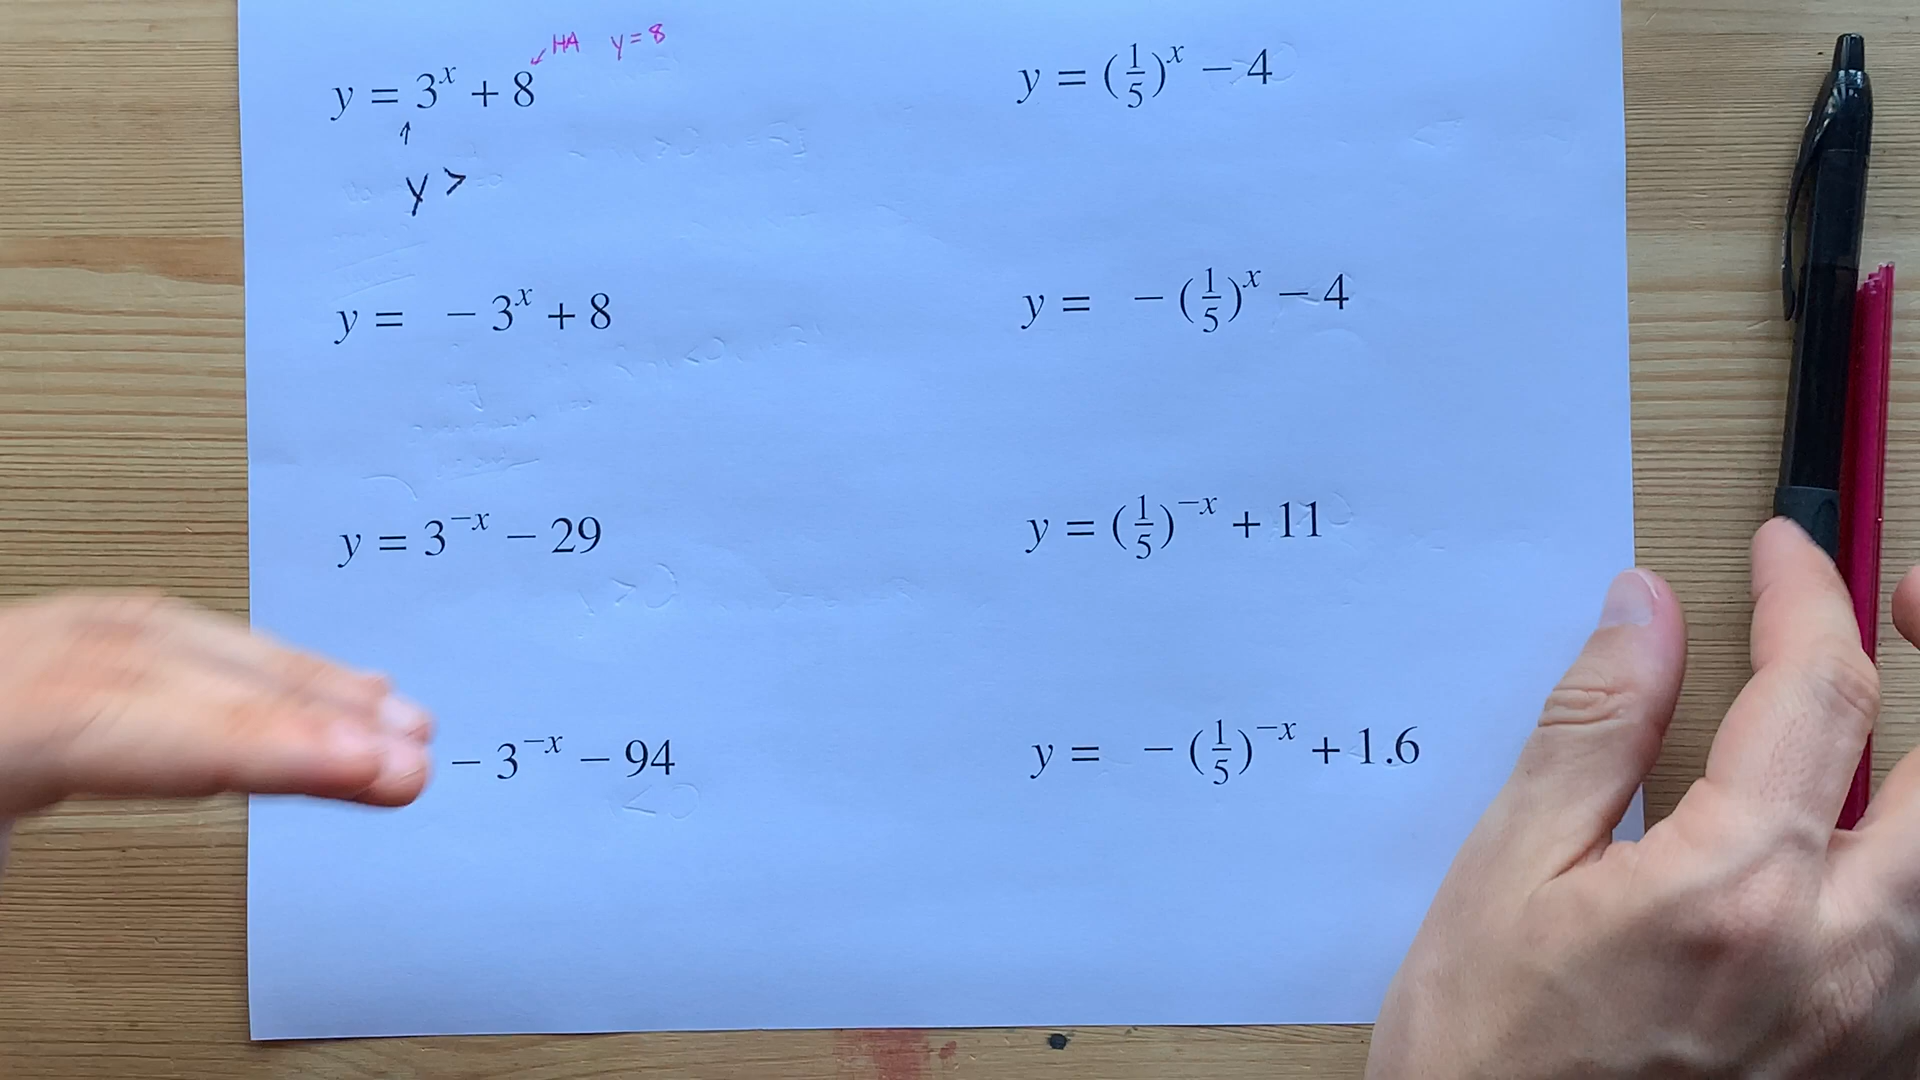 HA y = 8
y = 3^x + 8
↑
y >
y = - 3^x + 8
y = 3^{-x} - 29
- 3^{-x} - 94
y = (1/5)^x - 4
y = - (1/5)^x - 4
y = (1/5)^{-x} + 11
y = - (1/5)^{-x} + 1.6